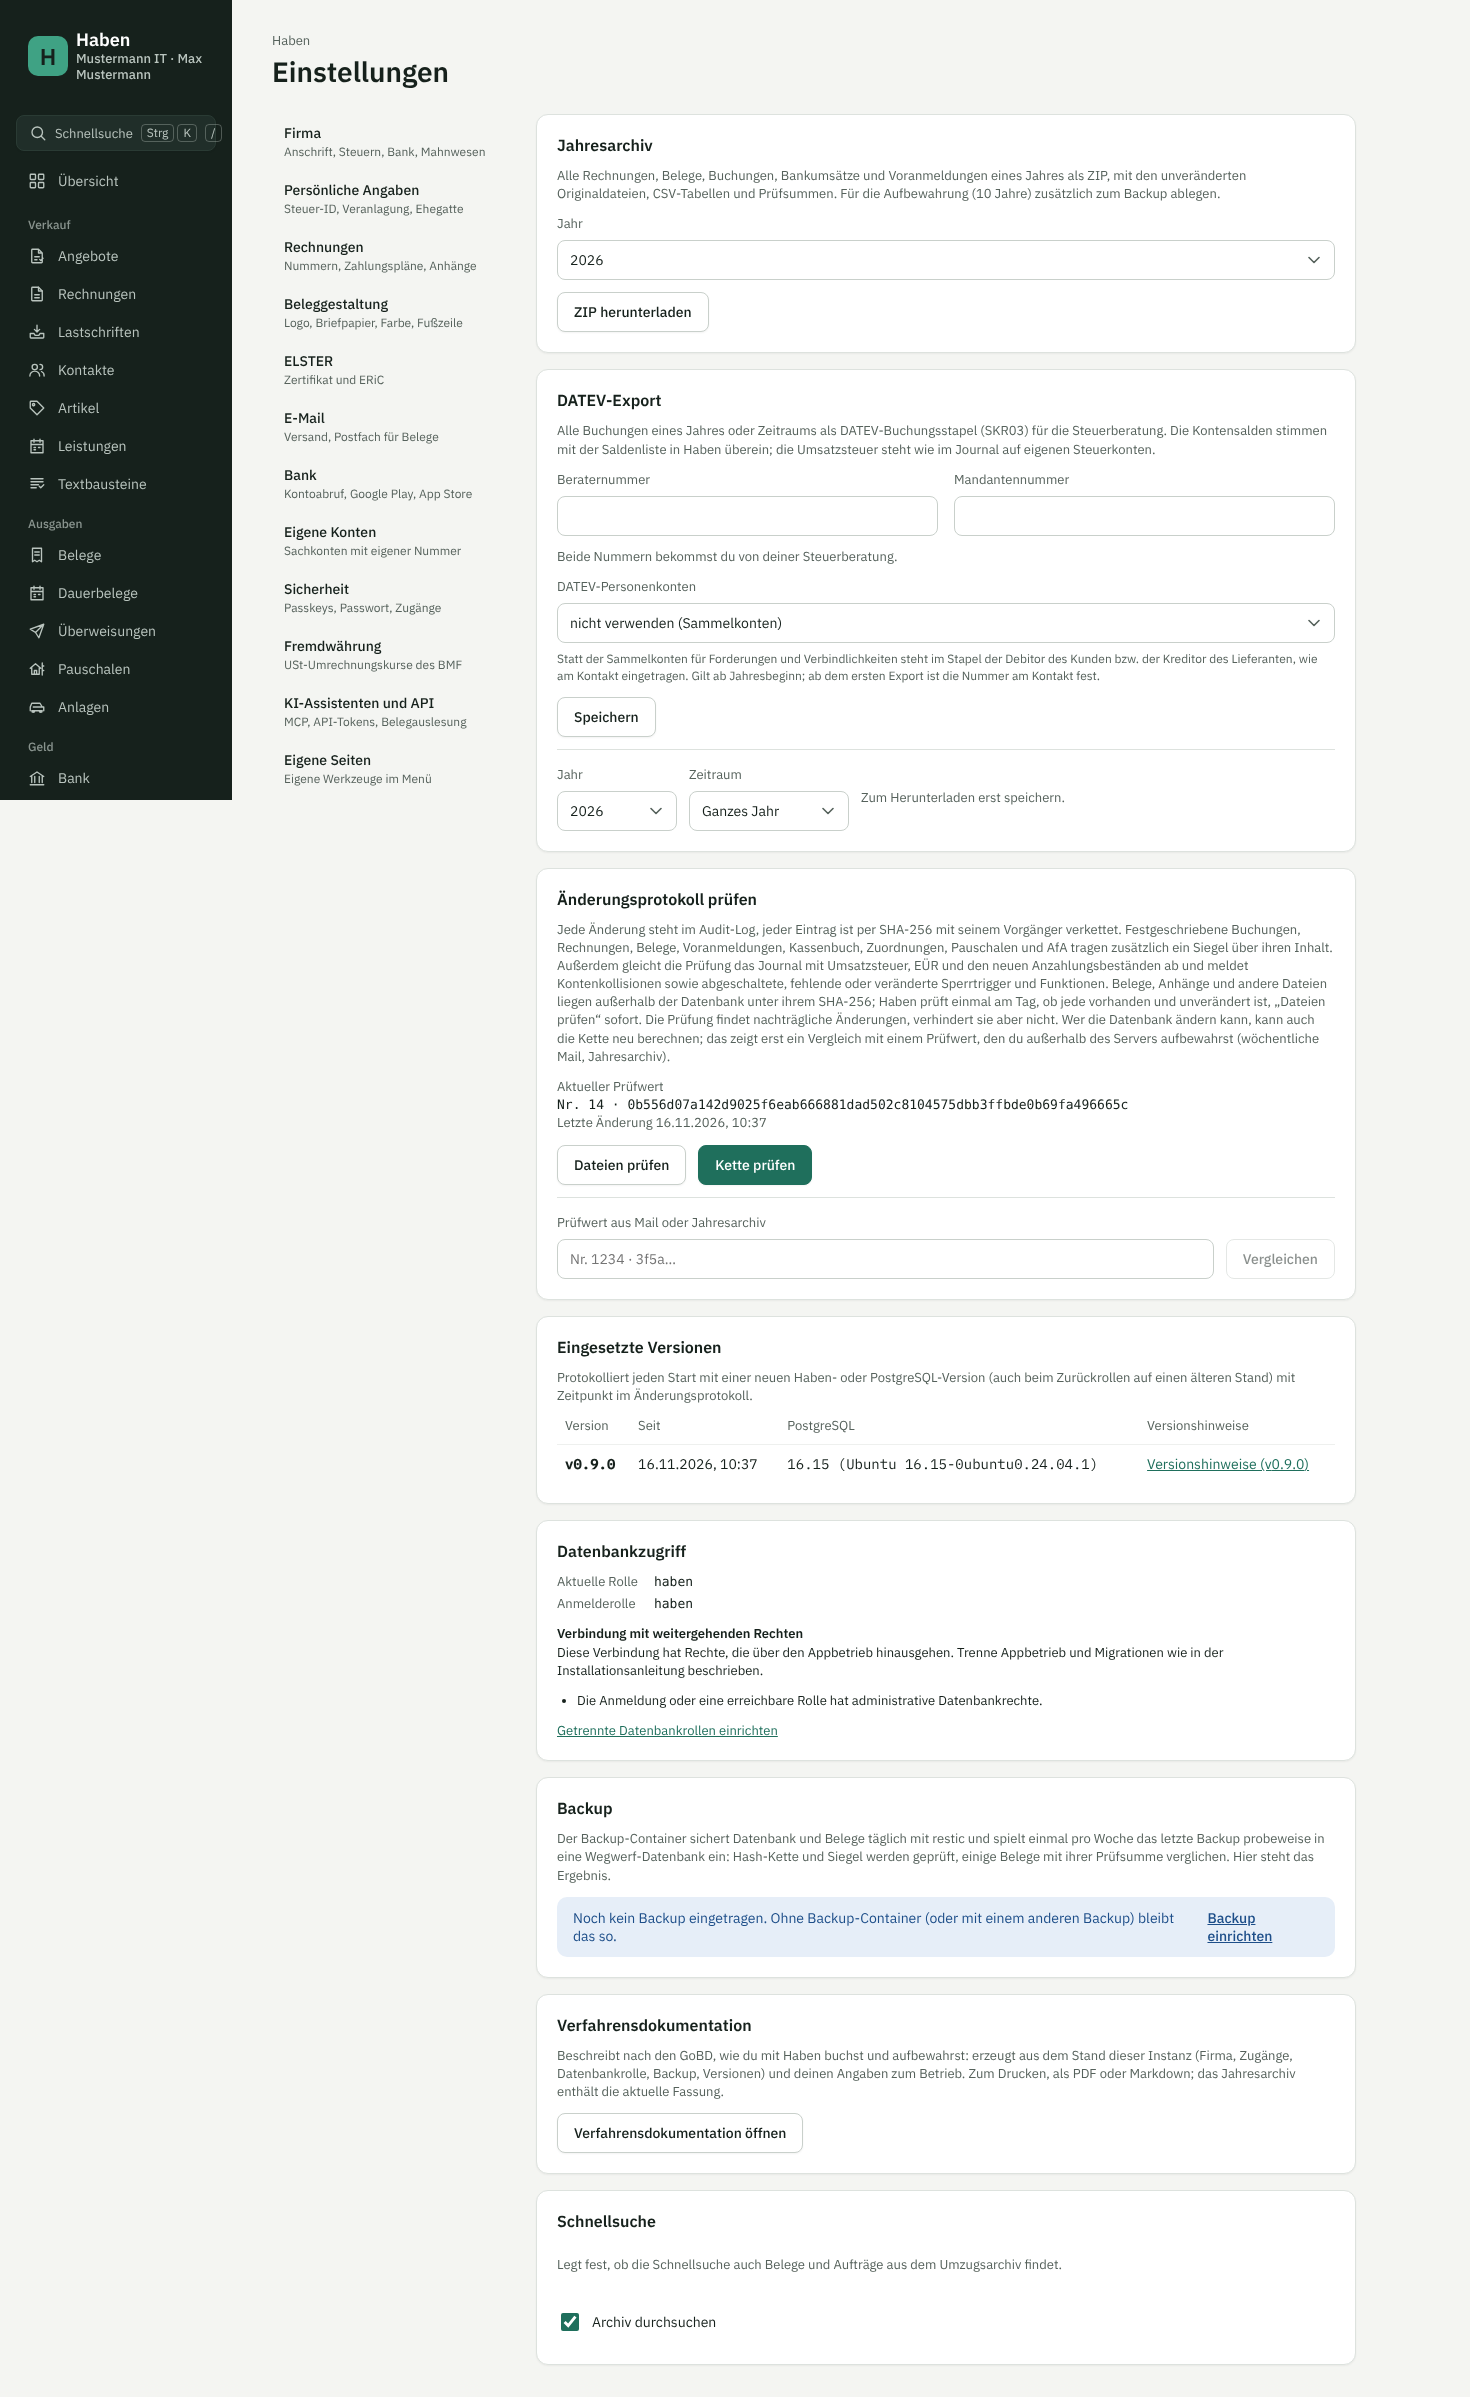 H
Haben
Mustermann IT · Max
Mustermann
Schnellsuche Strg K /
Übersicht
Verkauf
Angebote
Rechnungen
Lastschriften
Kontakte
Artikel
Leistungen
Textbausteine
Ausgaben
Belege
Dauerbelege
Überweisungen
Pauschalen
Anlagen
Geld
Bank
Haben
Einstellungen
Firma
Anschrift, Steuern, Bank, Mahnwesen
Persönliche Angaben
Steuer-ID, Veranlagung, Ehegatte
Rechnungen
Nummern, Zahlungspläne, Anhänge
Beleggestaltung
Logo, Briefpapier, Farbe, Fußzeile
ELSTER
Zertifikat und ERiC
E-Mail
Versand, Postfach für Belege
Bank
Kontoabruf, Google Play, App Store
Eigene Konten
Sachkonten mit eigener Nummer
Sicherheit
Passkeys, Passwort, Zugänge
Fremdwährung
USt-Umrechnungskurse des BMF
KI-Assistenten und API
MCP, API-Tokens, Belegauslesung
Eigene Seiten
Eigene Werkzeuge im Menü
Jahresarchiv
Alle Rechnungen, Belege, Buchungen, Bankumsätze und Voranmeldungen eines Jahres als ZIP, mit den unveränderten
Originaldateien, CSV-Tabellen und Prüfsummen. Für die Aufbewahrung (10 Jahre) zusätzlich zum Backup ablegen.
Jahr
2026
ZIP herunterladen
DATEV-Export
Alle Buchungen eines Jahres oder Zeitraums als DATEV-Buchungsstapel (SKR03) für die Steuerberatung. Die Kontensalden stimmen
mit der Saldenliste in Haben überein; die Umsatzsteuer steht wie im Journal auf eigenen Steuerkonten.
Beraternummer Mandantennummer
Beide Nummern bekommst du von deiner Steuerberatung.
DATEV-Personenkonten
nicht verwenden (Sammelkonten)
Statt der Sammelkonten für Forderungen und Verbindlichkeiten steht im Stapel der Debitor des Kunden bzw. der Kreditor des Lieferanten, wie
am Kontakt eingetragen. Gilt ab Jahresbeginn; ab dem ersten Export ist die Nummer am Kontakt fest.
Speichern
Jahr Zeitraum
2026 Ganzes Jahr Zum Herunterladen erst speichern.
Änderungsprotokoll prüfen
Jede Änderung steht im Audit-Log, jeder Eintrag ist per SHA-256 mit seinem Vorgänger verkettet. Festgeschriebene Buchungen,
Rechnungen, Belege, Voranmeldungen, Kassenbuch, Zuordnungen, Pauschalen und AfA tragen zusätzlich ein Siegel über ihren Inhalt.
Außerdem gleicht die Prüfung das Journal mit Umsatzsteuer, EÜR und den neuen Anzahlungsbeständen ab und meldet
Kontenkollisionen sowie abgeschaltete, fehlende oder veränderte Sperrtrigger und Funktionen. Belege, Anhänge und andere Dateien
liegen außerhalb der Datenbank unter ihrem SHA-256; Haben prüft einmal am Tag, ob jede vorhanden und unverändert ist, „Dateien
prüfen“ sofort. Die Prüfung findet nachträgliche Änderungen, verhindert sie aber nicht. Wer die Datenbank ändern kann, kann auch
die Kette neu berechnen; das zeigt erst ein Vergleich mit einem Prüfwert, den du außerhalb des Servers aufbewahrst (wöchentliche
Mail, Jahresarchiv).
Aktueller Prüfwert
Nr. 14 · 0b556d07a142d9025f6eab666881dad502c8104575dbb3ffbde0b69fa496665c
Letzte Änderung 16.11.2026, 10:37
Dateien prüfen Kette prüfen
Prüfwert aus Mail oder Jahresarchiv
Nr. 1234 · 3f5a… Vergleichen
Eingesetzte Versionen
Protokolliert jeden Start mit einer neuen Haben- oder PostgreSQL-Version (auch beim Zurückrollen auf einen älteren Stand) mit
Zeitpunkt im Änderungsprotokoll.
Version Seit PostgreSQL Versionshinweise
v0.9.0 16.11.2026, 10:37 16.15 (Ubuntu 16.15-0ubuntu0.24.04.1) Versionshinweise (v0.9.0)
Datenbankzugriff
Aktuelle Rolle haben
Anmelderolle haben
Verbindung mit weitergehenden Rechten
Diese Verbindung hat Rechte, die über den Appbetrieb hinausgehen. Trenne Appbetrieb und Migrationen wie in der
Installationsanleitung beschrieben.
• Die Anmeldung oder eine erreichbare Rolle hat administrative Datenbankrechte.
Getrennte Datenbankrollen einrichten
Backup
Der Backup-Container sichert Datenbank und Belege täglich mit restic und spielt einmal pro Woche das letzte Backup probeweise in
eine Wegwerf-Datenbank ein: Hash-Kette und Siegel werden geprüft, einige Belege mit ihrer Prüfsumme verglichen. Hier steht das
Ergebnis.
Noch kein Backup eingetragen. Ohne Backup-Container (oder mit einem anderen Backup) bleibt
das so.
Backup
einrichten
Verfahrensdokumentation
Beschreibt nach den GoBD, wie du mit Haben buchst und aufbewahrst: erzeugt aus dem Stand dieser Instanz (Firma, Zugänge,
Datenbankrolle, Backup, Versionen) und deinen Angaben zum Betrieb. Zum Drucken, als PDF oder Markdown; das Jahresarchiv
enthält die aktuelle Fassung.
Verfahrensdokumentation öffnen
Schnellsuche
Legt fest, ob die Schnellsuche auch Belege und Aufträge aus dem Umzugsarchiv findet.
Archiv durchsuchen